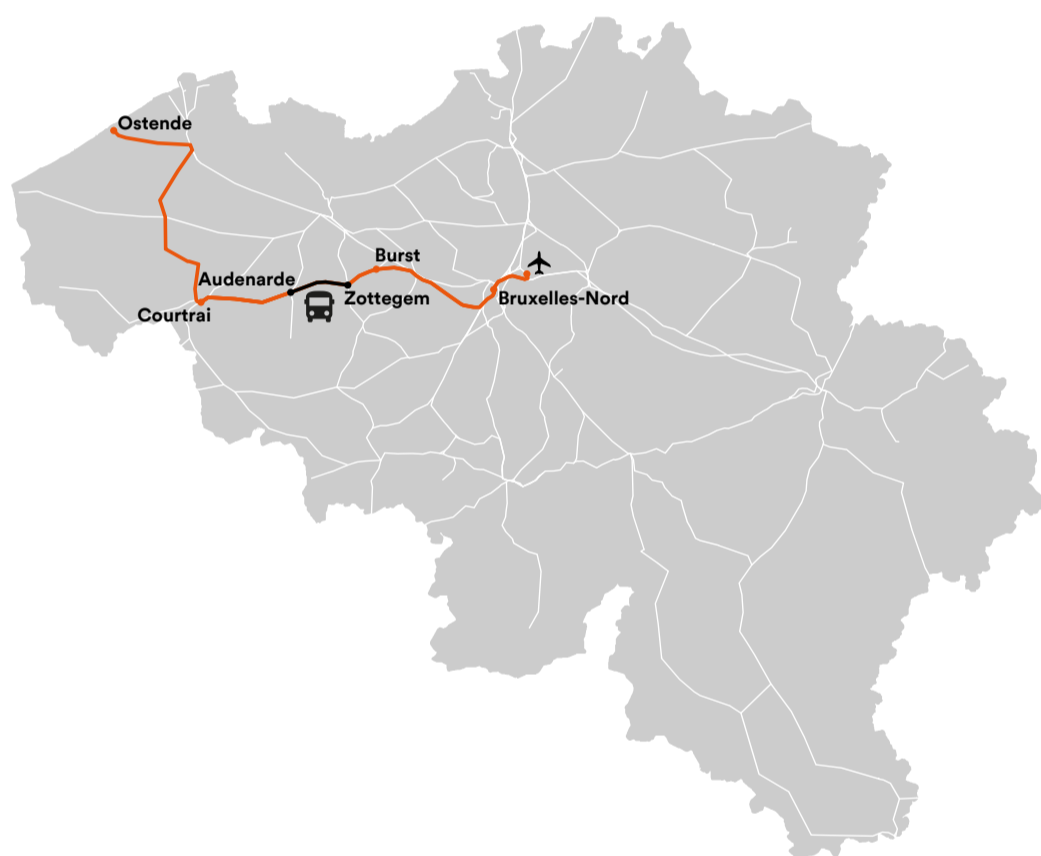 Ostende
Burst
Audenarde
Zottegem
Bruxelles-Nord
Courtrai